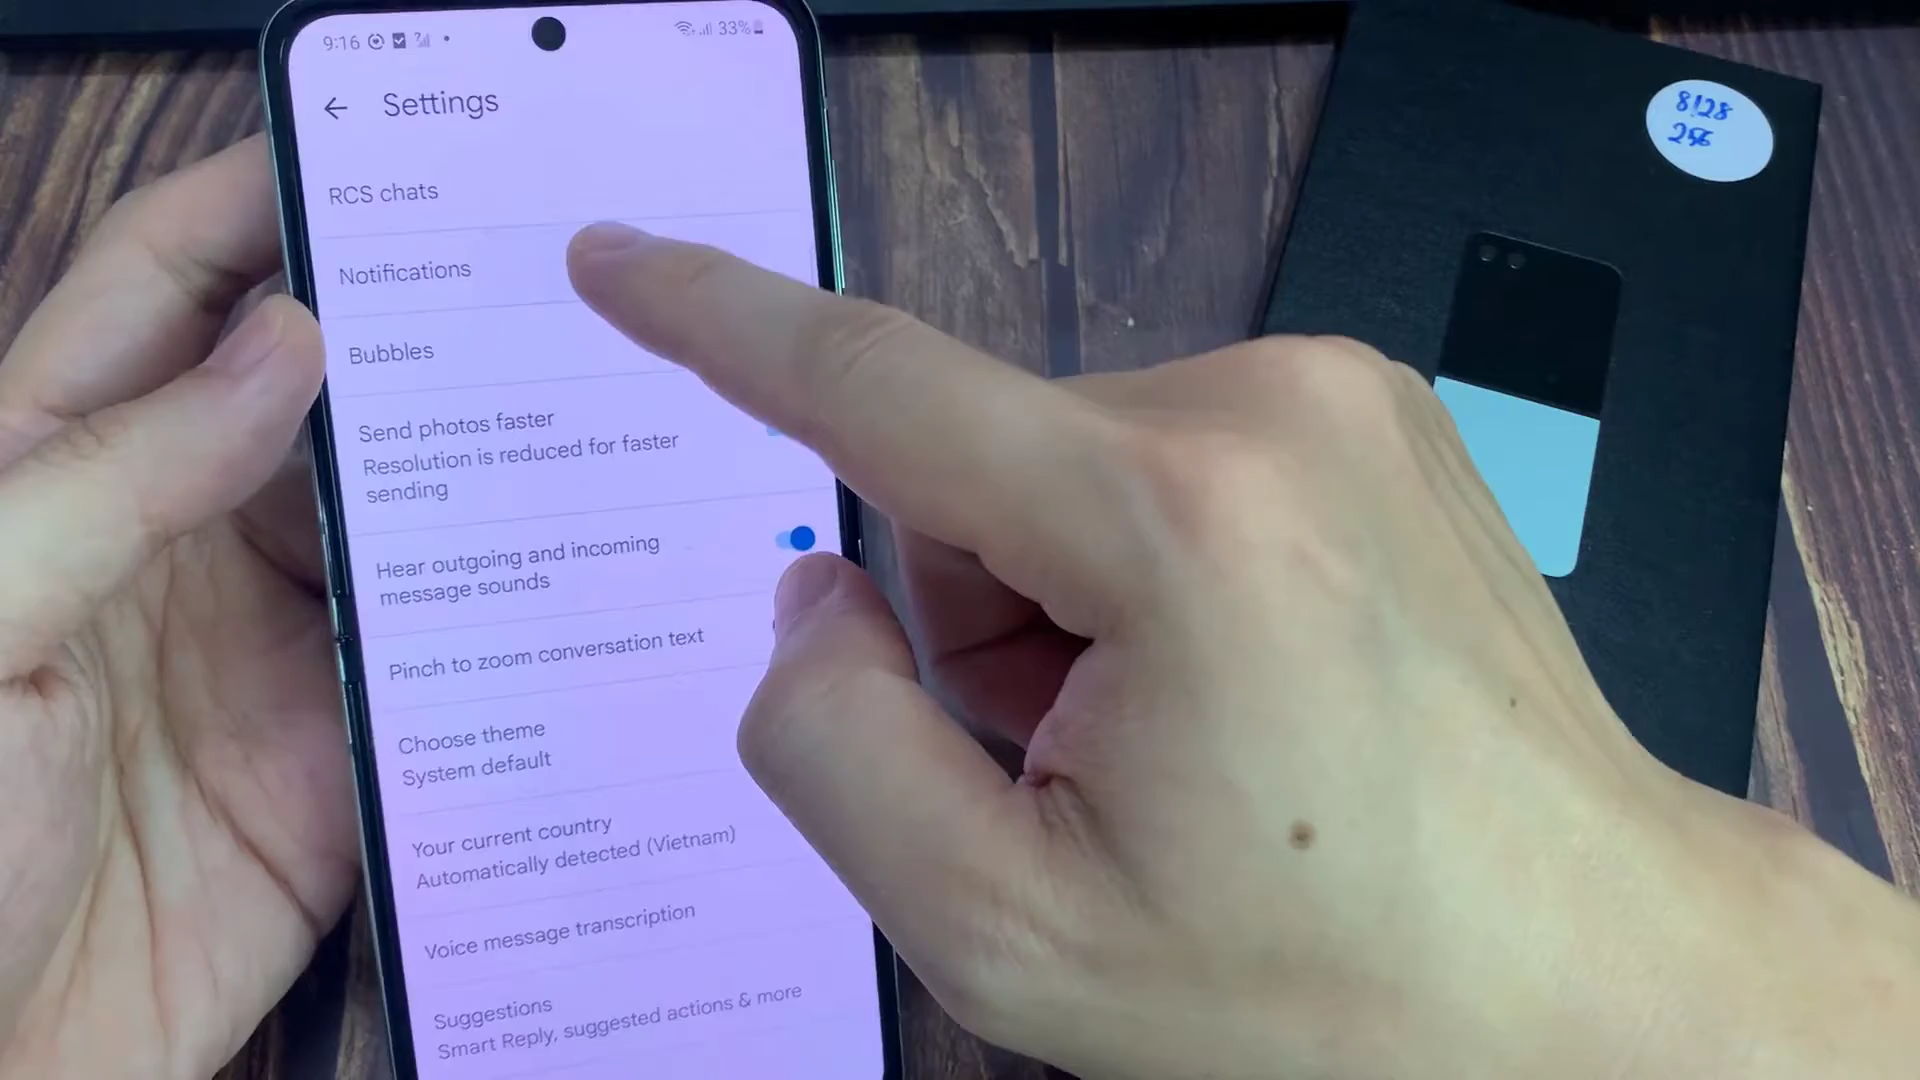 9:16
33%
Settings
RCS chats
Notifications
Bubbles
Send photos faster
Resolution is reduced for faster
sending
Hear outgoing and incoming
message sounds
Pinch to zoom conversation text
Choose theme
System default
Your current country
Automatically detected (Vietnam)
Voice message transcription
Suggestions
Smart Reply, suggested actions & more
8128
256